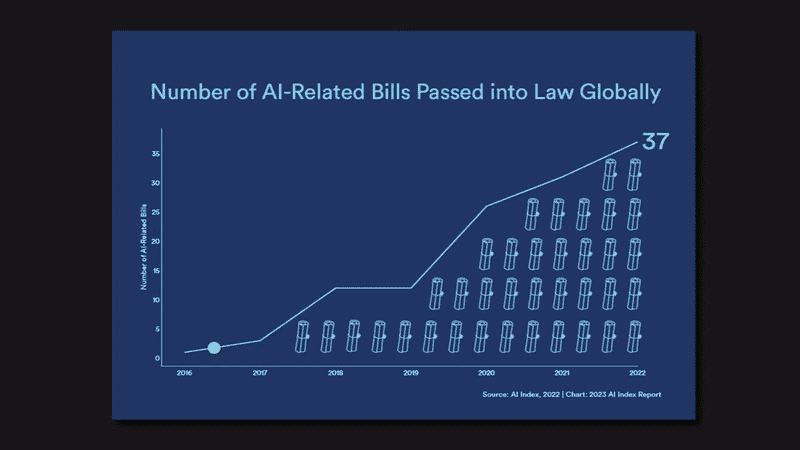 Number of AI-Related Bills Passed into Law Globally
37
35
30
25
20
15
10
5
0
Number of AI-Related Bills
2016 2017 2018 2019 2020 2021 2022
Source: AI Index, 2022 | Chart: 2023 AI Index Report